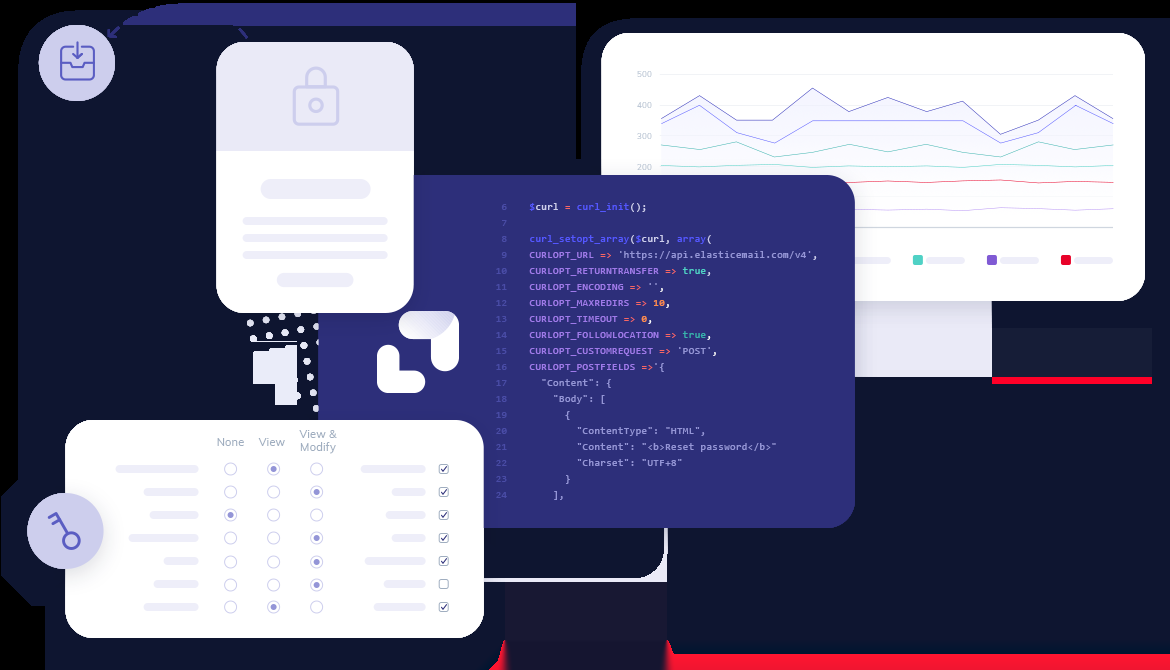 500
400
300
200
6 $curl = curl_init();
7
8 curl_setopt_array($curl, array(
9 CURLOPT_URL => 'https://api.elasticemail.com/v4',
10 CURLOPT_RETURNTRANSFER => true,
11 CURLOPT_ENCODING => '',
12 CURLOPT_MAXREDIRS => 10,
13 CURLOPT_TIMEOUT => 0,
14 CURLOPT_FOLLOWLOCATION => true,
15 CURLOPT_CUSTOMREQUEST => 'POST',
16 CURLOPT_POSTFIELDS =>'{
17 "Content": {
18 "Body": [
19 {
20 "ContentType": "HTML",
21 "Content": "<b>Reset password</b>"
22 "Charset": "UTF+8"
23 }
24 ],
None View View &
Modify